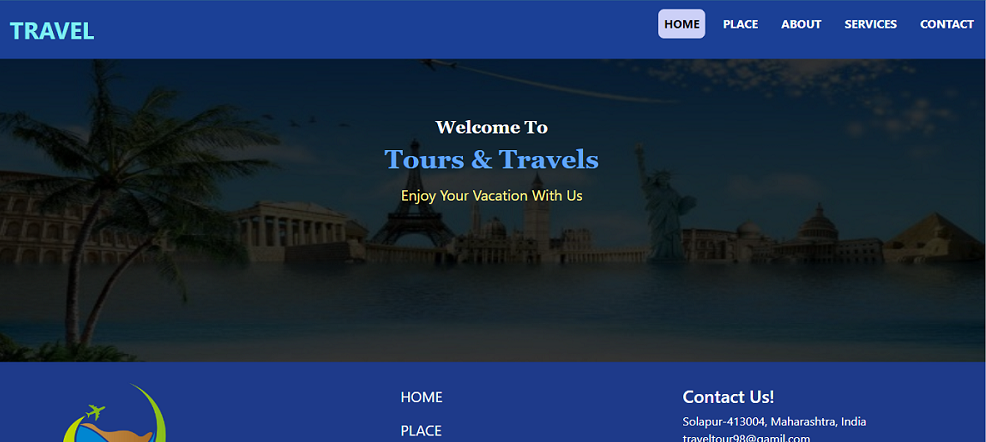 TRAVEL
HOME PLACE ABOUT SERVICES CONTACT
Welcome To
Tours & Travels
Enjoy Your Vacation With Us
HOME
PLACE
Contact Us!
Solapur-413004, Maharashtra, India
traveltour98@gamil.com